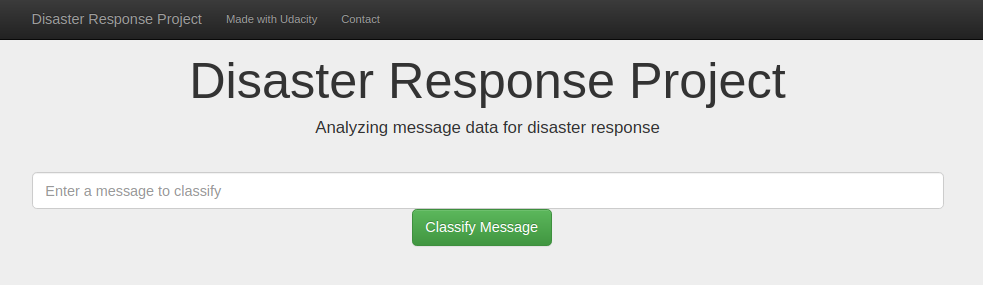 Disaster Response Project Made with Udacity Contact
Disaster Response Project
Analyzing message data for disaster response
Enter a message to classify
Classify Message